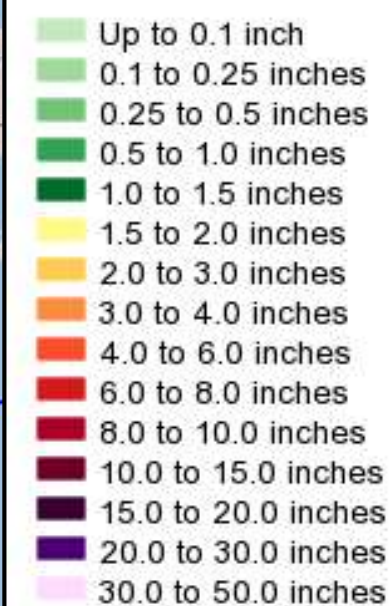 Up to 0.1 inch
0.1 to 0.25 inches
0.25 to 0.5 inches
0.5 to 1.0 inches
1.0 to 1.5 inches
1.5 to 2.0 inches
2.0 to 3.0 inches
3.0 to 4.0 inches
4.0 to 6.0 inches
6.0 to 8.0 inches
8.0 to 10.0 inches
10.0 to 15.0 inches
15.0 to 20.0 inches
20.0 to 30.0 inches
30.0 to 50.0 inches